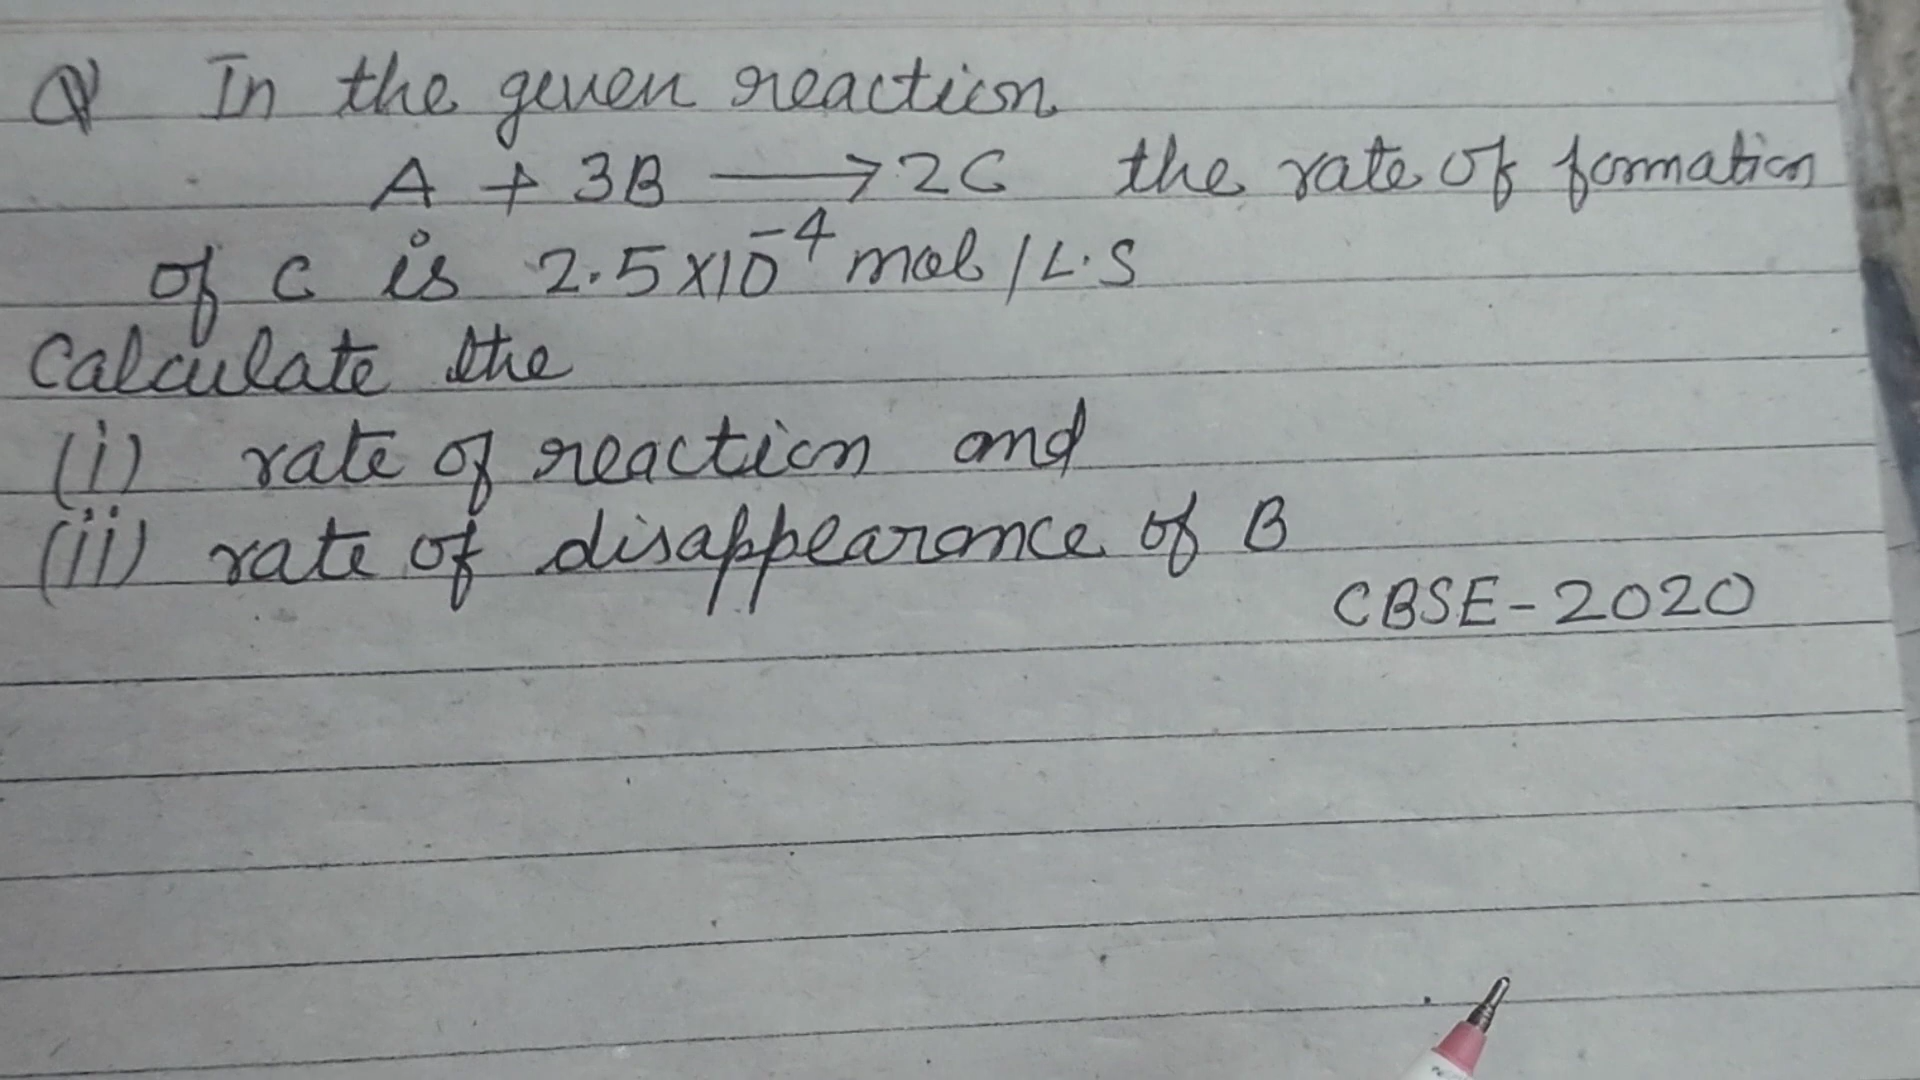 Q In the given reaction
A + 3B ⟶ 2C the rate of formation
of C is 2.5×10⁻⁴ mol/L.S
Calculate the
(i) rate of reaction and
(ii) rate of disappearance of B
CBSE-2020